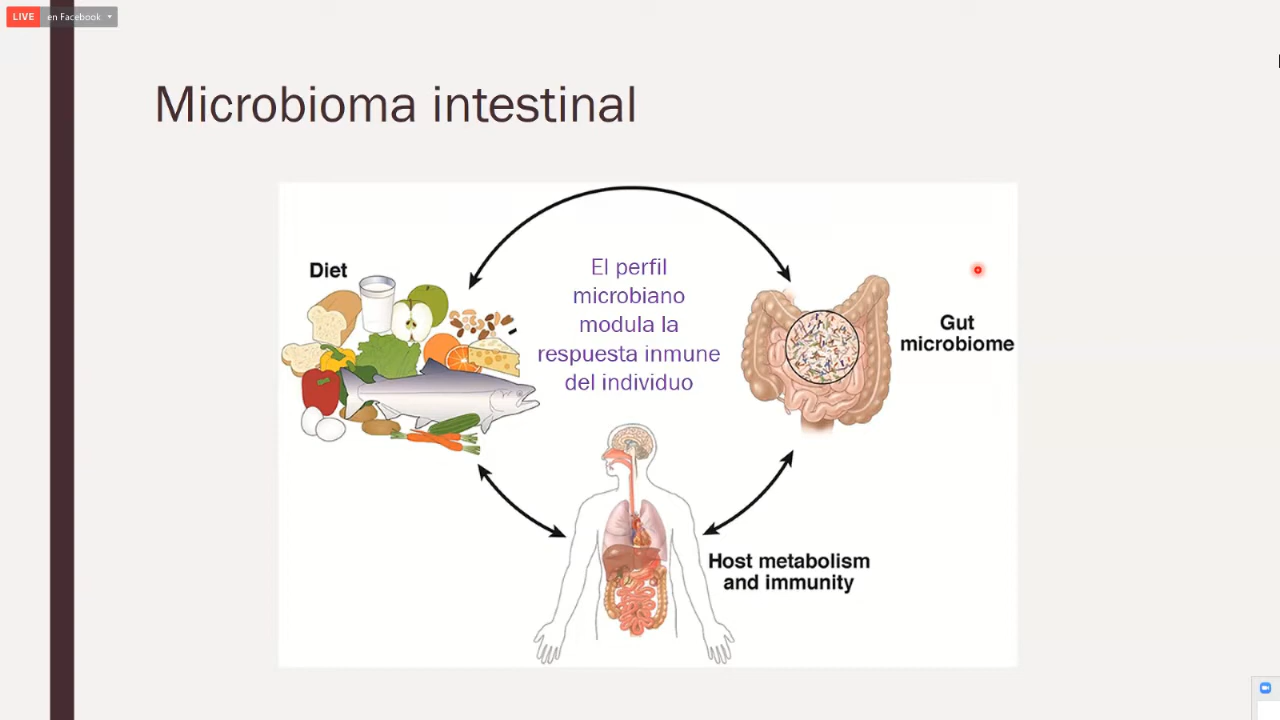 LIVE en Facebook
Microbioma intestinal
Diet
El perfil
microbiano
modula la
respuesta inmune
del individuo
Gut
microbiome
Host metabolism
and immunity